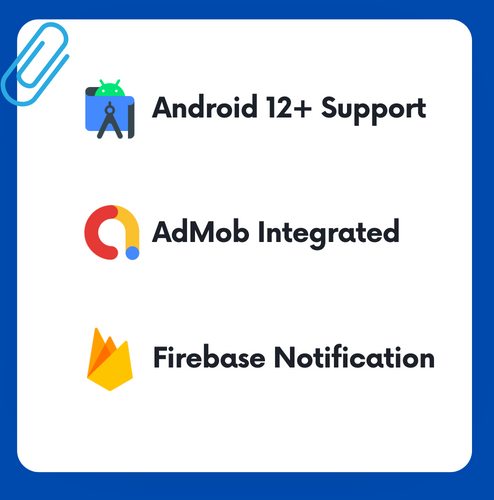 Android 12+ Support
AdMob Integrated
Firebase Notification